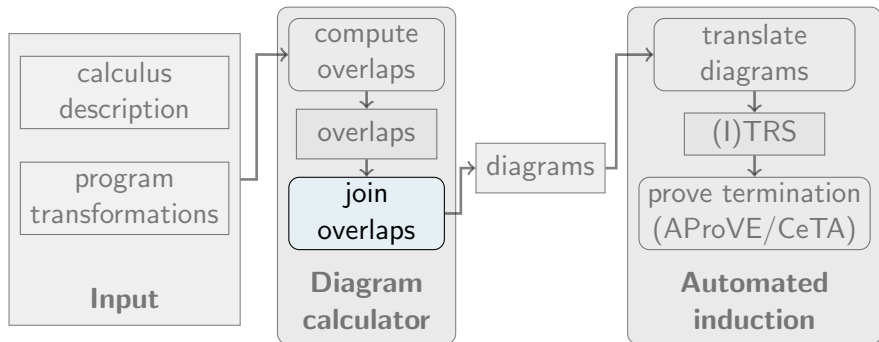 calculus
description
program
transformations
Input
compute
overlaps
overlaps
join
overlaps
Diagram
calculator
diagrams
translate
diagrams
(I)TRS
prove termination
(AProVE/CeTA)
Automated
induction